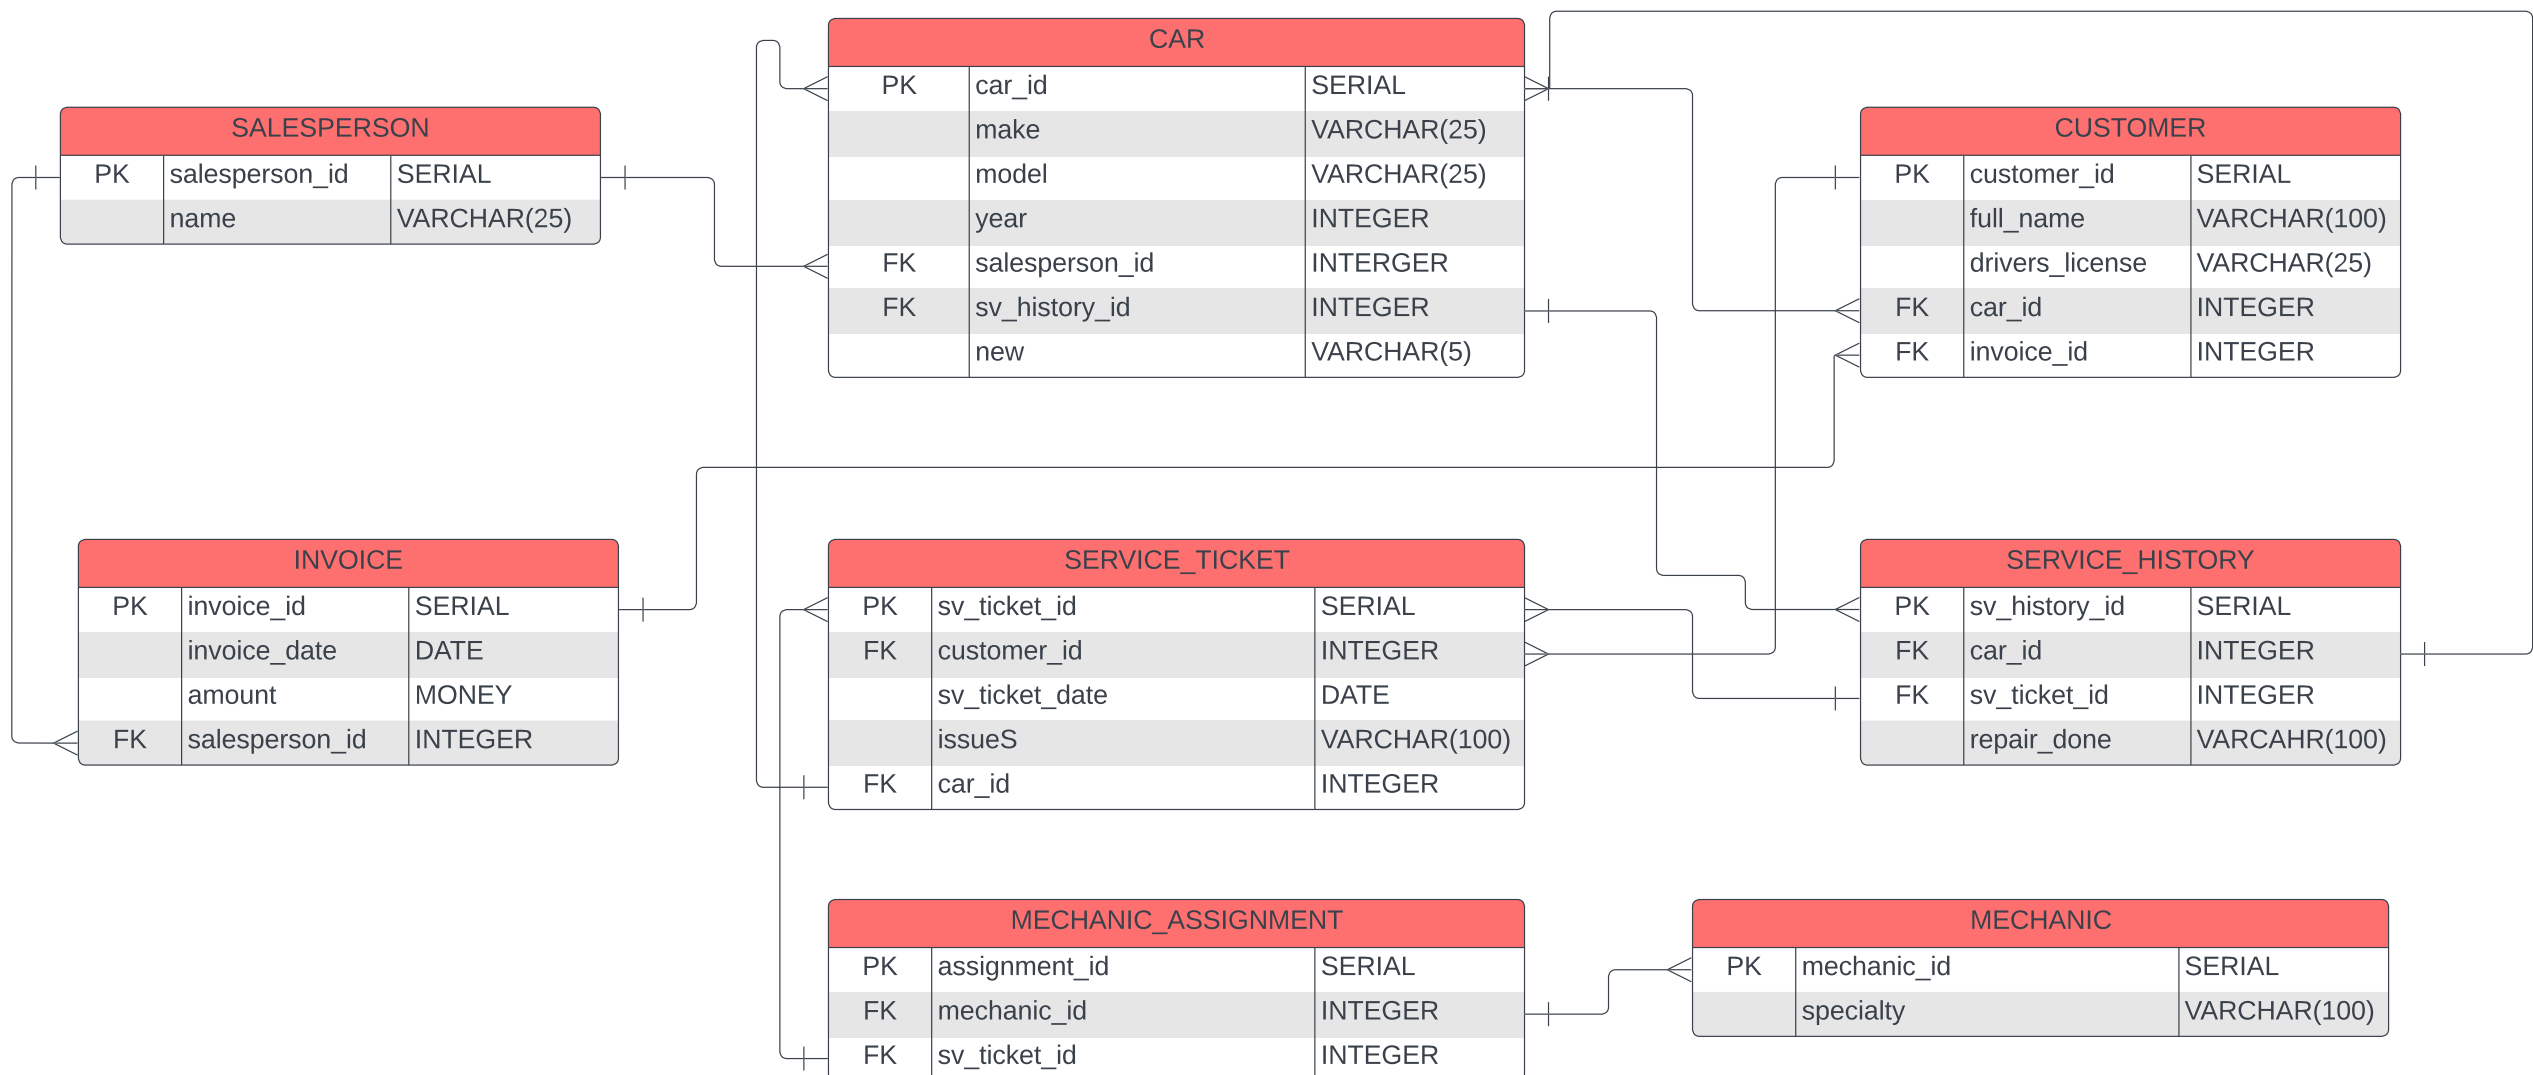 CAR
PK car_id SERIAL
make VARCHAR(25)
model VARCHAR(25)
year INTEGER
FK salesperson_id INTERGER
FK sv_history_id INTEGER
new VARCHAR(5)
SALESPERSON
PK salesperson_id SERIAL
name VARCHAR(25)
CUSTOMER
PK customer_id SERIAL
full_name VARCHAR(100)
drivers_license VARCHAR(25)
FK car_id INTEGER
FK invoice_id INTEGER
INVOICE
PK invoice_id SERIAL
invoice_date DATE
amount MONEY
FK salesperson_id INTEGER
SERVICE_TICKET
PK sv_ticket_id SERIAL
FK customer_id INTEGER
sv_ticket_date DATE
issueS VARCHAR(100)
FK car_id INTEGER
SERVICE_HISTORY
PK sv_history_id SERIAL
FK car_id INTEGER
FK sv_ticket_id INTEGER
repair_done VARCAHR(100)
MECHANIC_ASSIGNMENT
PK assignment_id SERIAL
FK mechanic_id INTEGER
FK sv_ticket_id INTEGER
MECHANIC
PK mechanic_id SERIAL
specialty VARCHAR(100)